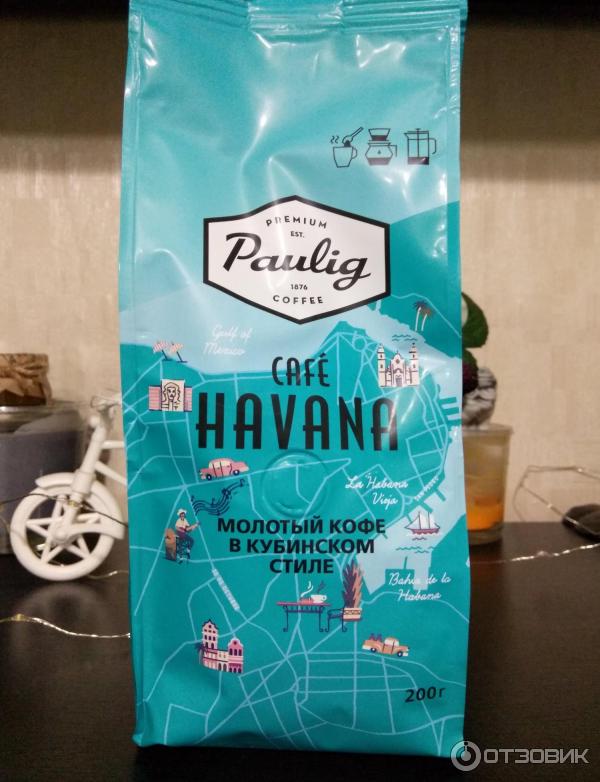 PREMIUM
EST.
Paulig
1876
COFFEE
Gulf of
Mexico
CAFÉ
HAVANA
La Habana
Vieja
МОЛОТЫЙ КОФЕ
В КУБИНСКОМ
СТИЛЕ
Bahia de la
Habana
200г
ОТЗОВИК